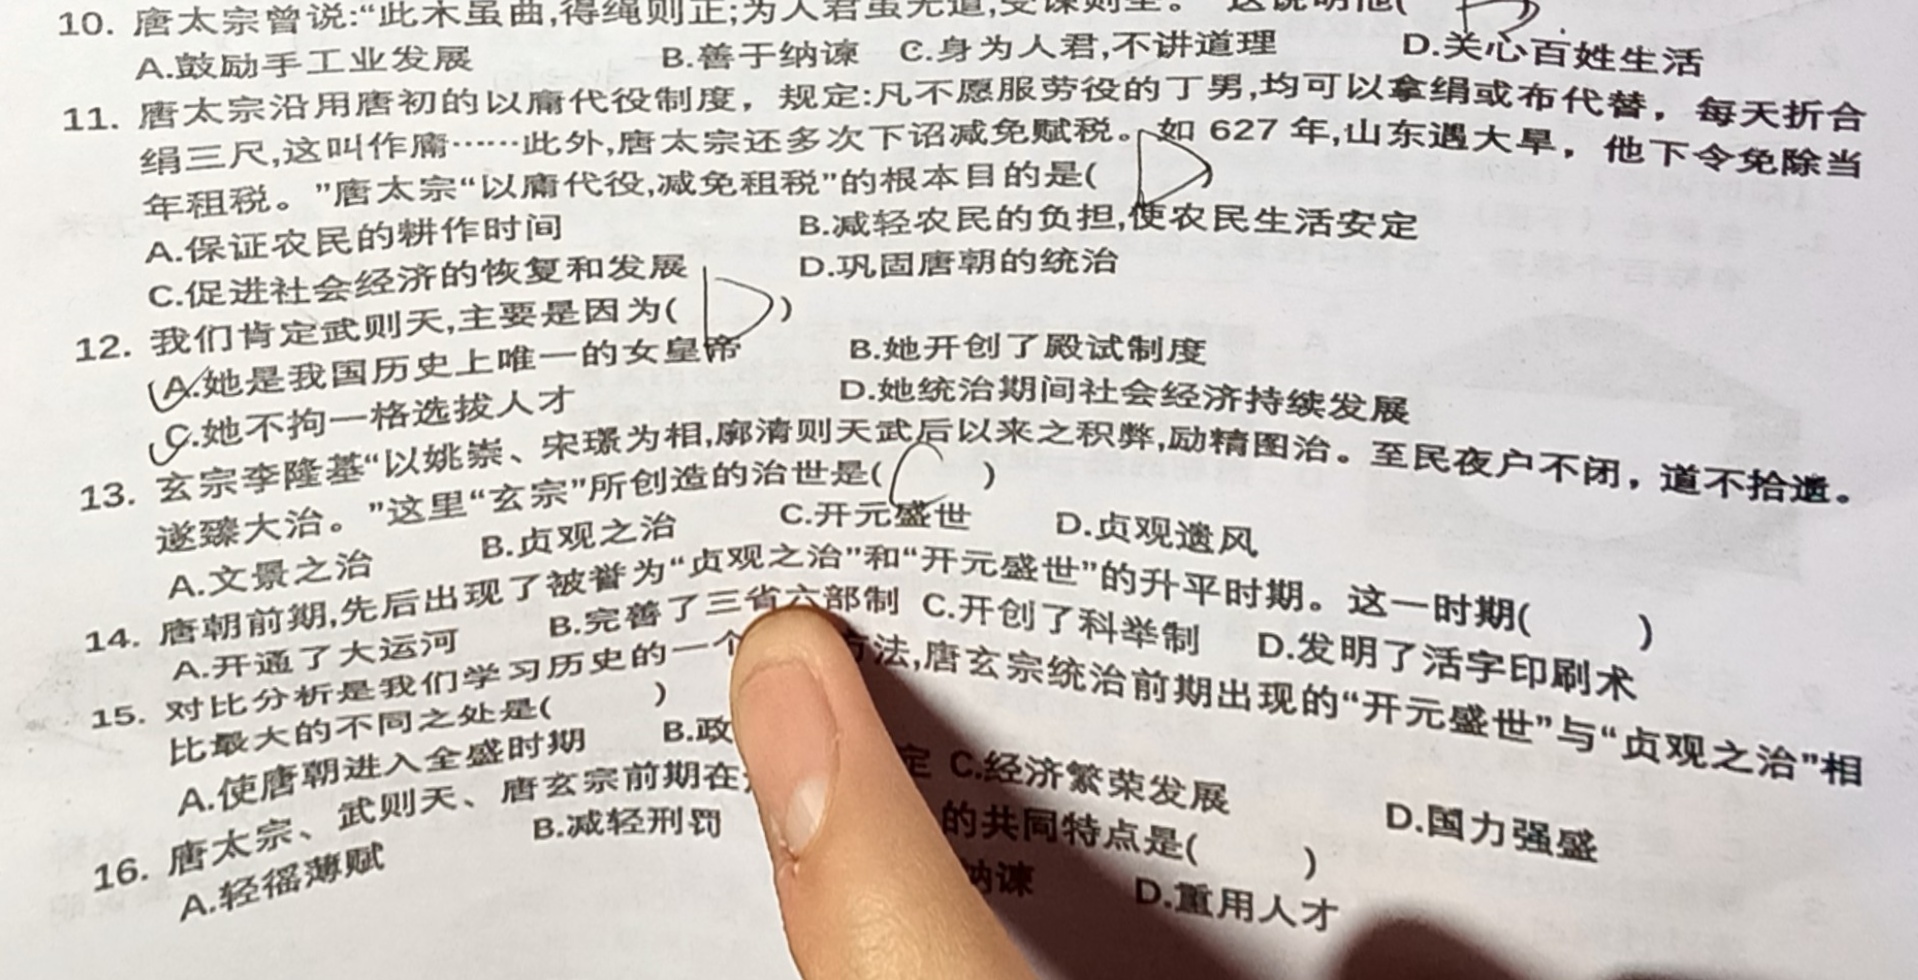 10. 唐太宗曾说:“此木虽曲,得绳则正;为人君虽无道,受谏则圣。”这说明他(
A.鼓励手工业发展 B.善于纳谏 C.身为人君,不讲道理 D.关心百姓生活
11. 唐太宗沿用唐初的以庸代役制度，规定:凡不愿服劳役的丁男,均可以拿绢或布代替，每天折合
绢三尺,这叫作庸……此外,唐太宗还多次下诏减免赋税。如 627 年,山东遇大旱，他下令免除当
年租税。”唐太宗“以庸代役,减免租税”的根本目的是( D )
A.保证农民的耕作时间 B.减轻农民的负担,使农民生活安定
C.促进社会经济的恢复和发展 D.巩固唐朝的统治
12. 我们肯定武则天,主要是因为( D )
A.她是我国历史上唯一的女皇帝 B.她开创了殿试制度
C.她不拘一格选拔人才 D.她统治期间社会经济持续发展
13. 玄宗李隆基“以姚崇、宋璟为相,廓清则天武后以来之积弊,励精图治。至民夜户不闭，道不拾遗。
遂臻大治。”这里“玄宗”所创造的治世是( C )
A.文景之治 B.贞观之治 C.开元盛世 D.贞观遗风
14. 唐朝前期,先后出现了被誉为“贞观之治”和“开元盛世”的升平时期。这一时期( )
A.开通了大运河 B.完善了三省六部制 C.开创了科举制 D.发明了活字印刷术
15. 对比分析是我们学习历史的一个 方法,唐玄宗统治前期出现的“开元盛世”与“贞观之治”相
比最大的不同之处是( )
A.使唐朝进入全盛时期 B.政 定 C.经济繁荣发展 D.国力强盛
16. 唐太宗、武则天、唐玄宗前期在 的共同特点是( )
A.轻徭薄赋 B.减轻刑罚 纳谏 D.重用人才